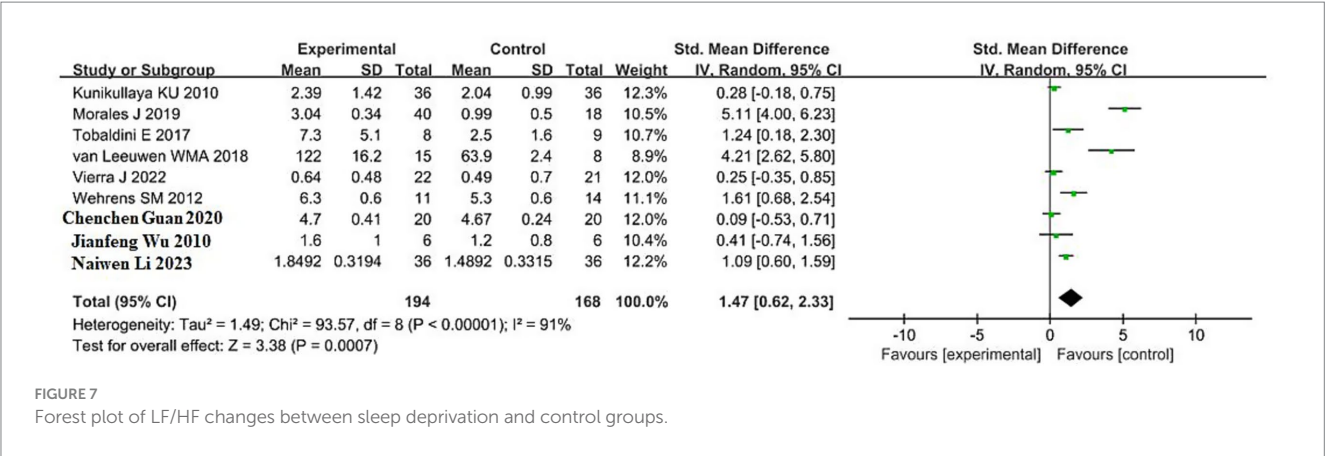 Experimental Control Std. Mean Difference Std. Mean Difference
Study or Subgroup Mean SD Total Mean SD Total Weight IV, Random, 95% CI IV, Random, 95% CI
Kunikullaya KU 2010 2.39 1.42 36 2.04 0.99 36 12.3% 0.28 [-0.18, 0.75]
Morales J 2019 3.04 0.34 40 0.99 0.5 18 10.5% 5.11 [4.00, 6.23]
Tobaldini E 2017 7.3 5.1 8 2.5 1.6 9 10.7% 1.24 [0.18, 2.30]
van Leeuwen WMA 2018 122 16.2 15 63.9 2.4 8 8.9% 4.21 [2.62, 5.80]
Vierra J 2022 0.64 0.48 22 0.49 0.7 21 12.0% 0.25 [-0.35, 0.85]
Wehrens SM 2012 6.3 0.6 11 5.3 0.6 14 11.1% 1.61 [0.68, 2.54]
Chenchen Guan 2020 4.7 0.41 20 4.67 0.24 20 12.0% 0.09 [-0.53, 0.71]
Jianfeng Wu 2010 1.6 1 6 1.2 0.8 6 10.4% 0.41 [-0.74, 1.56]
Naiwen Li 2023 1.8492 0.3194 36 1.4892 0.3315 36 12.2% 1.09 [0.60, 1.59]
Total (95% CI) 194 168 100.0% 1.47 [0.62, 2.33]
Heterogeneity: Tau² = 1.49; Chi² = 93.57, df = 8 (P < 0.00001); I² = 91%
Test for overall effect: Z = 3.38 (P = 0.0007)
-10 -5 0 5 10
Favours [experimental] Favours [control]
FIGURE 7
Forest plot of LF/HF changes between sleep deprivation and control groups.